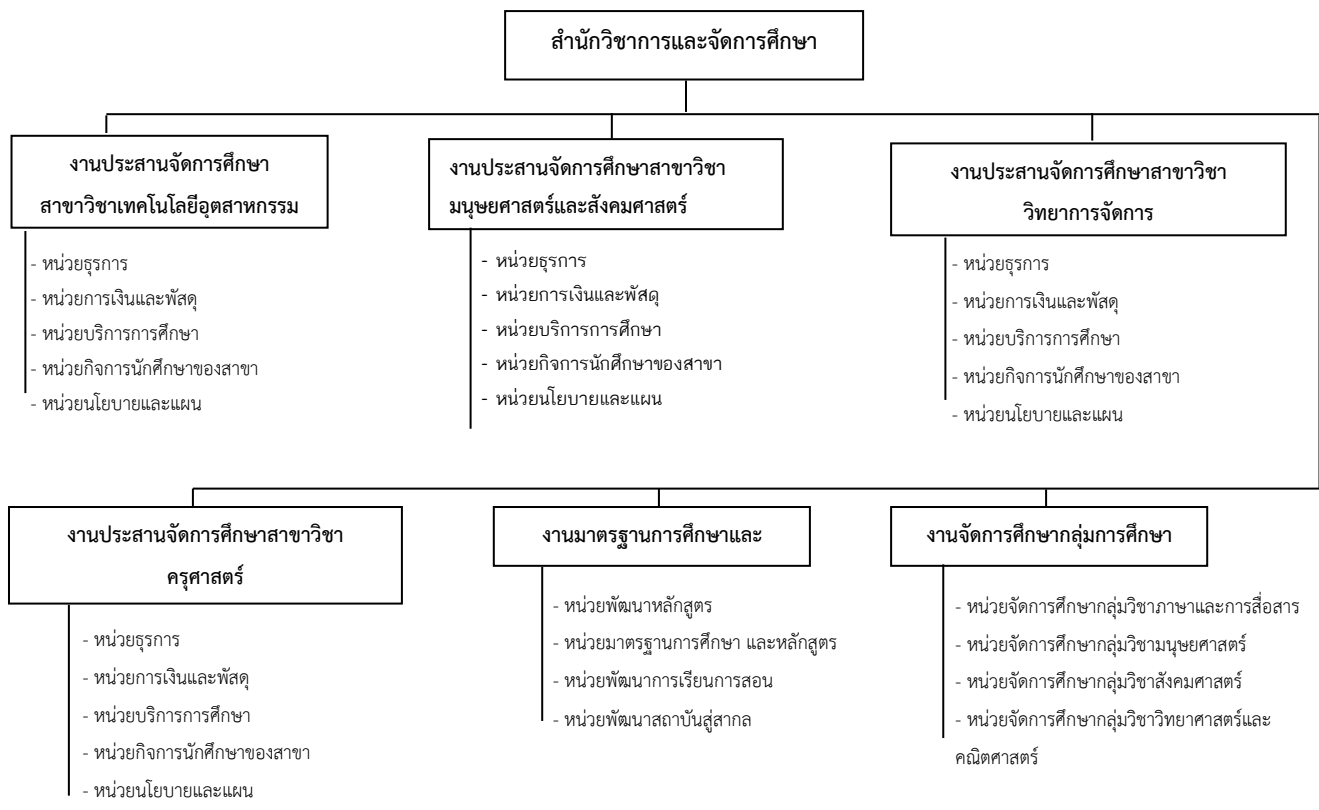 สำนักวิชาการและจัดการศึกษา
งานประสานจัดการศึกษา
สาขาวิชาเทคโนโลยีอุตสาหกรรม
- หน่วยธุรการ
- หน่วยการเงินและพัสดุ
- หน่วยบริการการศึกษา
- หน่วยกิจการนักศึกษาของสาขา
- หน่วยนโยบายและแผน
งานประสานจัดการศึกษาสาขาวิชา
มนุษยศาสตร์และสังคมศาสตร์
- หน่วยธุรการ
- หน่วยการเงินและพัสดุ
- หน่วยบริการการศึกษา
- หน่วยกิจการนักศึกษาของสาขา
- หน่วยนโยบายและแผน
งานประสานจัดการศึกษาสาขาวิชา
วิทยาการจัดการ
- หน่วยธุรการ
- หน่วยการเงินและพัสดุ
- หน่วยบริการการศึกษา
- หน่วยกิจการนักศึกษาของสาขา
- หน่วยนโยบายและแผน
งานประสานจัดการศึกษาสาขาวิชา
ครุศาสตร์
- หน่วยธุรการ
- หน่วยการเงินและพัสดุ
- หน่วยบริการการศึกษา
- หน่วยกิจการนักศึกษาของสาขา
- หน่วยนโยบายและแผน
งานมาตรฐานการศึกษาและ
- หน่วยพัฒนาหลักสูตร
- หน่วยมาตรฐานการศึกษา และหลักสูตร
- หน่วยพัฒนาการเรียนการสอน
- หน่วยพัฒนาสถาบันสู่สากล
งานจัดการศึกษากลุ่มการศึกษา
- หน่วยจัดการศึกษากลุ่มวิชาภาษาและการสื่อสาร
- หน่วยจัดการศึกษากลุ่มวิชามนุษยศาสตร์
- หน่วยจัดการศึกษากลุ่มวิชาสังคมศาสตร์
- หน่วยจัดการศึกษากลุ่มวิชาวิทยาศาสตร์และ
คณิตศาสตร์